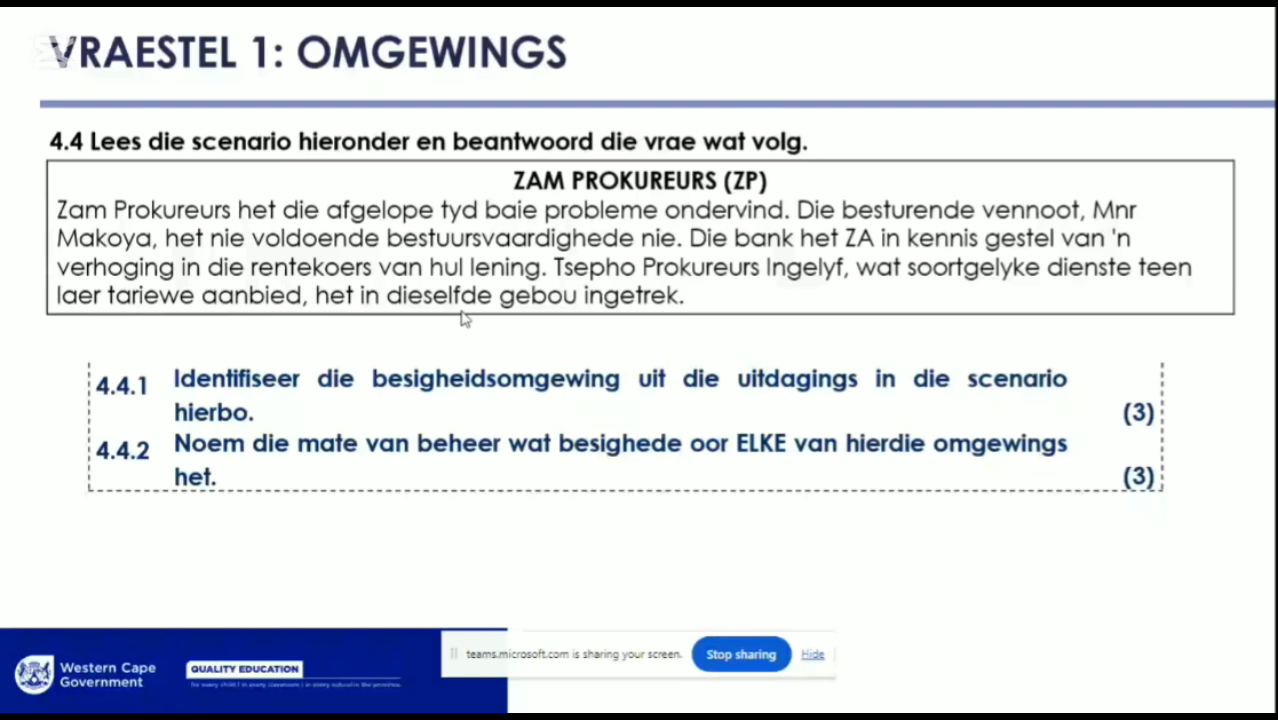 VRAESTEL 1: OMGEWINGS
4.4 Lees die scenario hieronder en beantwoord die vrae wat volg.
ZAM PROKUREURS (ZP)
Zam Prokureurs het die afgelope tyd baie probleme ondervind. Die besturende vennoot, Mnr
Makoya, het nie voldoende bestuursvaardighede nie. Die bank het ZA in kennis gestel van 'n
verhoging in die rentekoers van hul lening. Tsepho Prokureurs Ingelyf, wat soortgelyke dienste teen
laer tariewe aanbied, het in dieselfde gebou ingetrek.
4.4.1 Identifiseer die besigheidsomgewing uit die uitdagings in die scenario
hierbo. (3)
4.4.2 Noem die mate van beheer wat besighede oor ELKE van hierdie omgewings
het. (3)
Western Cape
Government
QUALITY EDUCATION
teams.microsoft.com is sharing your screen. Stop sharing Hide